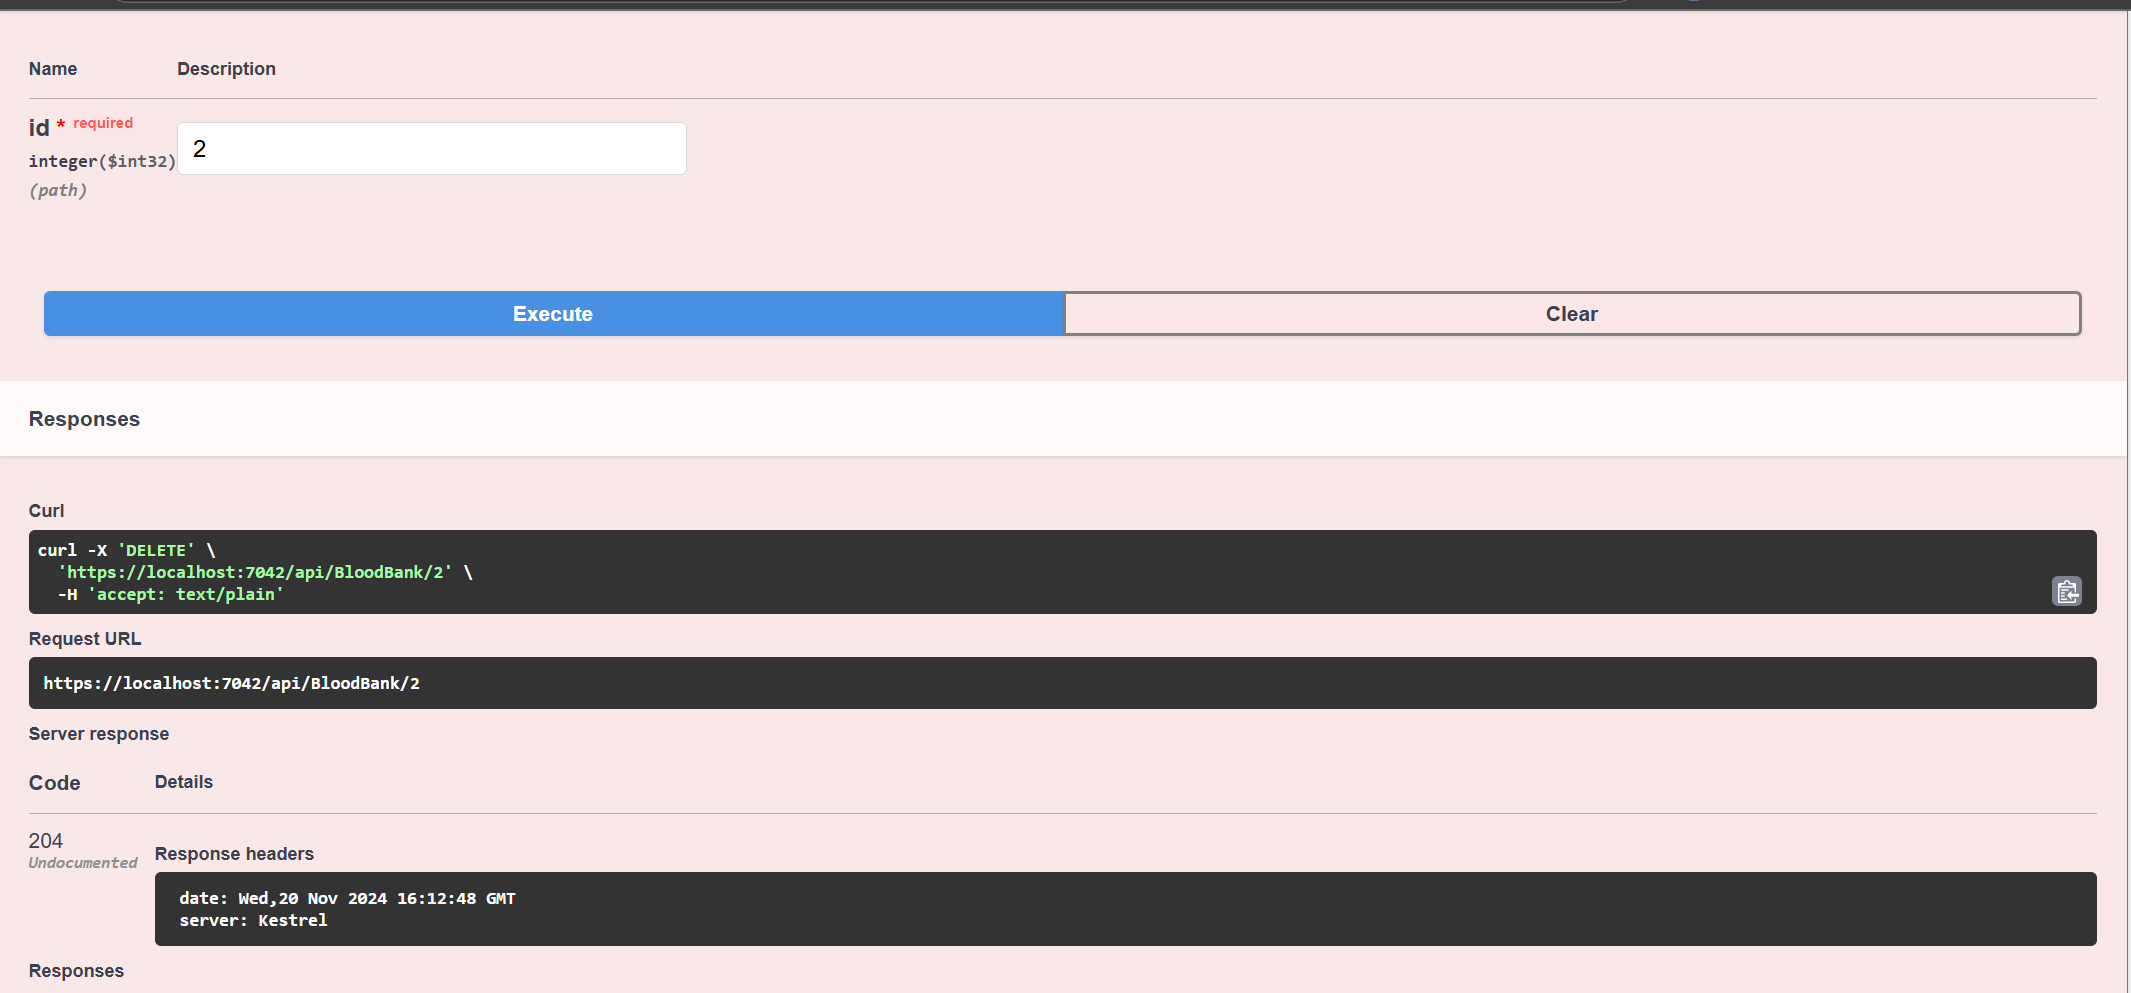 Name Description
id * required
2
integer($int32)
(path)
Execute Clear
Responses
Curl
curl -X 'DELETE' \
'https://localhost:7042/api/BloodBank/2' \
-H 'accept: text/plain'
Request URL
https://localhost:7042/api/BloodBank/2
Server response
Code Details
204
Undocumented
Response headers
date: Wed,20 Nov 2024 16:12:48 GMT
server: Kestrel
Responses